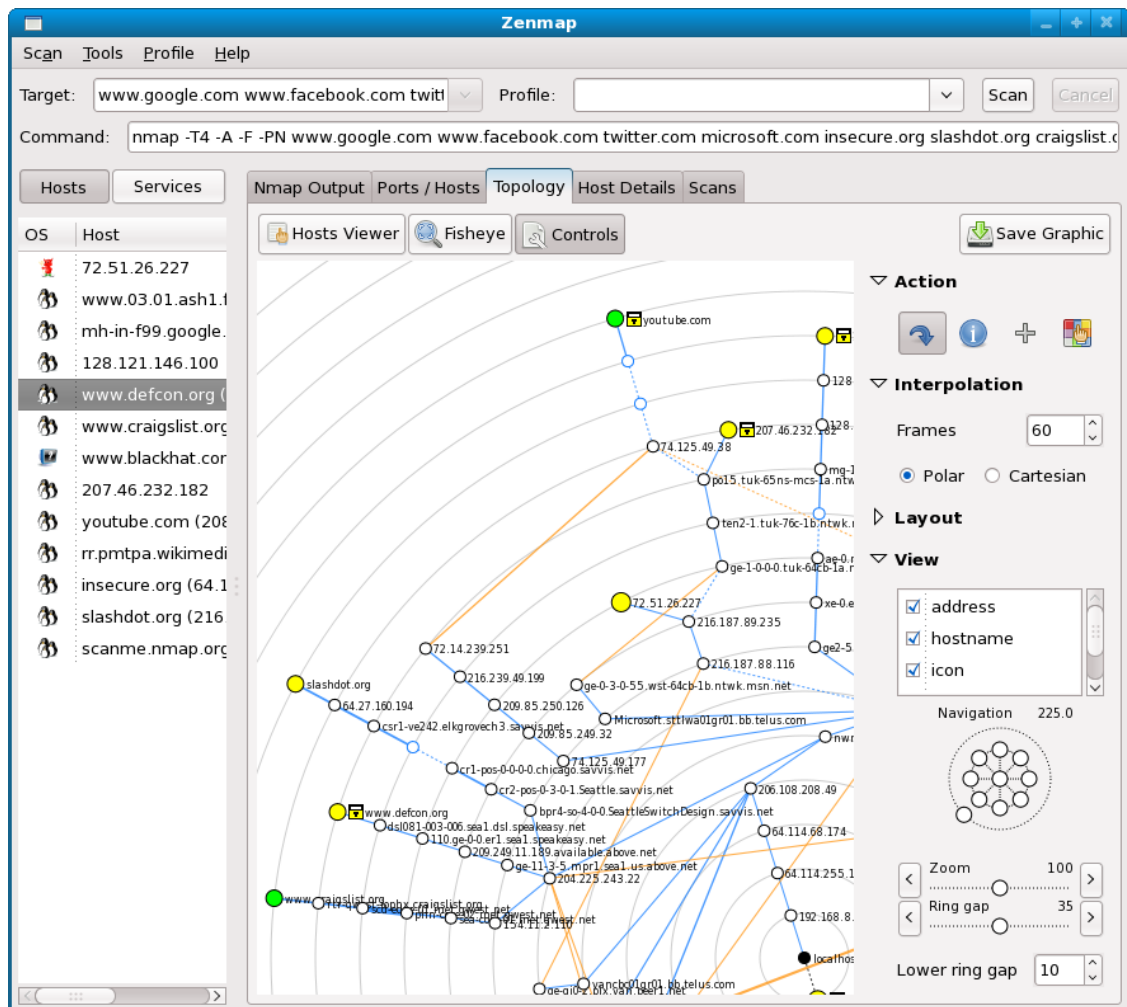 Zenmap
Scan Tools Profile Help
Target: www.google.com www.facebook.com twitt Profile: Scan Cancel
Command: nmap -T4 -A -F -PN www.google.com www.facebook.com twitter.com microsoft.com insecure.org slashdot.org craigslist.c
Hosts Services
Nmap Output Ports / Hosts Topology Host Details Scans
OS Host
72.51.26.227
www.03.01.ash1.f
mh-in-f99.google.
128.121.146.100
www.defcon.org (
www.craigslist.org
www.blackhat.cor
207.46.232.182
youtube.com (208
rr.pmtpa.wikimedi
insecure.org (64.1
slashdot.org (216
scanme.nmap.org
Hosts Viewer Fisheye Controls Save Graphic
youtube.com
128
207.46.232.182
128.
74.125.49.38
mg-1
po15.tuk-65ns-mcs-1a.ntw
ten2-1.tuk-76c-1b.ntwk.r
ae-0.r
ge-1-0-0-0.tuk-64cb-1a.r
72.51.26.227
xe-0.e
216.187.89.235
72.14.239.251
ge2-5
216.187.88.116
216.239.49.199
slashdot.org
ge-0-3-0-55.wst-64cb-1b.ntwk.msn.net
64.27.160.194
209.85.250.126
Microsoft.sttlwa01gr01.bb.telus.com
csr1-ve242.elkgrovech3.savvis.net
209.85.249.32
nwr
74.125.49.177
cr1-pos-0-0-0-0.chicago.savvis.net
cr2-pos-0-3-0-1.Seattle.savvis.net
206.108.208.49
www.defcon.org
bpr4-so-4-0-0.SeattleSwitchDesign.savvis.net
dsl081-003-006.sea1.dsl.speakeasy.net
64.114.68.174
110.ge-0-0.er1.sea1.speakeasy.net
209.249.11.189.available.above.net
ge-11-3-5.mpr1.sea1.us.above.net
64.114.255.1
204.225.243.22
www.craigslist.org
192.168.8.
154.11.2.110
localhos
vancbc01gr01.bb.telus.com
Action
Interpolation
Frames 60
Polar Cartesian
Layout
View
address
hostname
icon
Navigation 225.0
Zoom 100
Ring gap 35
Lower ring gap 10